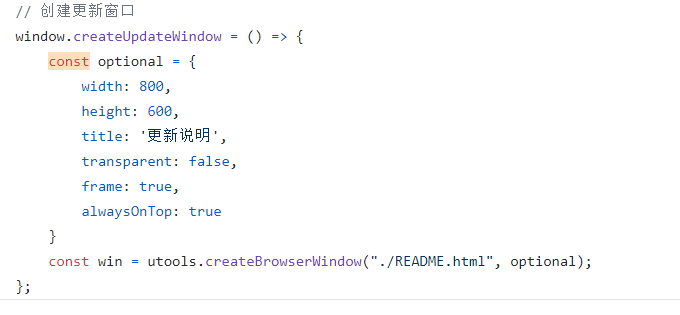 // 创建更新窗口
window.createUpdateWindow = () => {
    const optional = {
        width: 800,
        height: 600,
        title: '更新说明',
        transparent: false,
        frame: true,
        alwaysOnTop: true
    }
    const win = utools.createBrowserWindow("./README.html", optional);
};